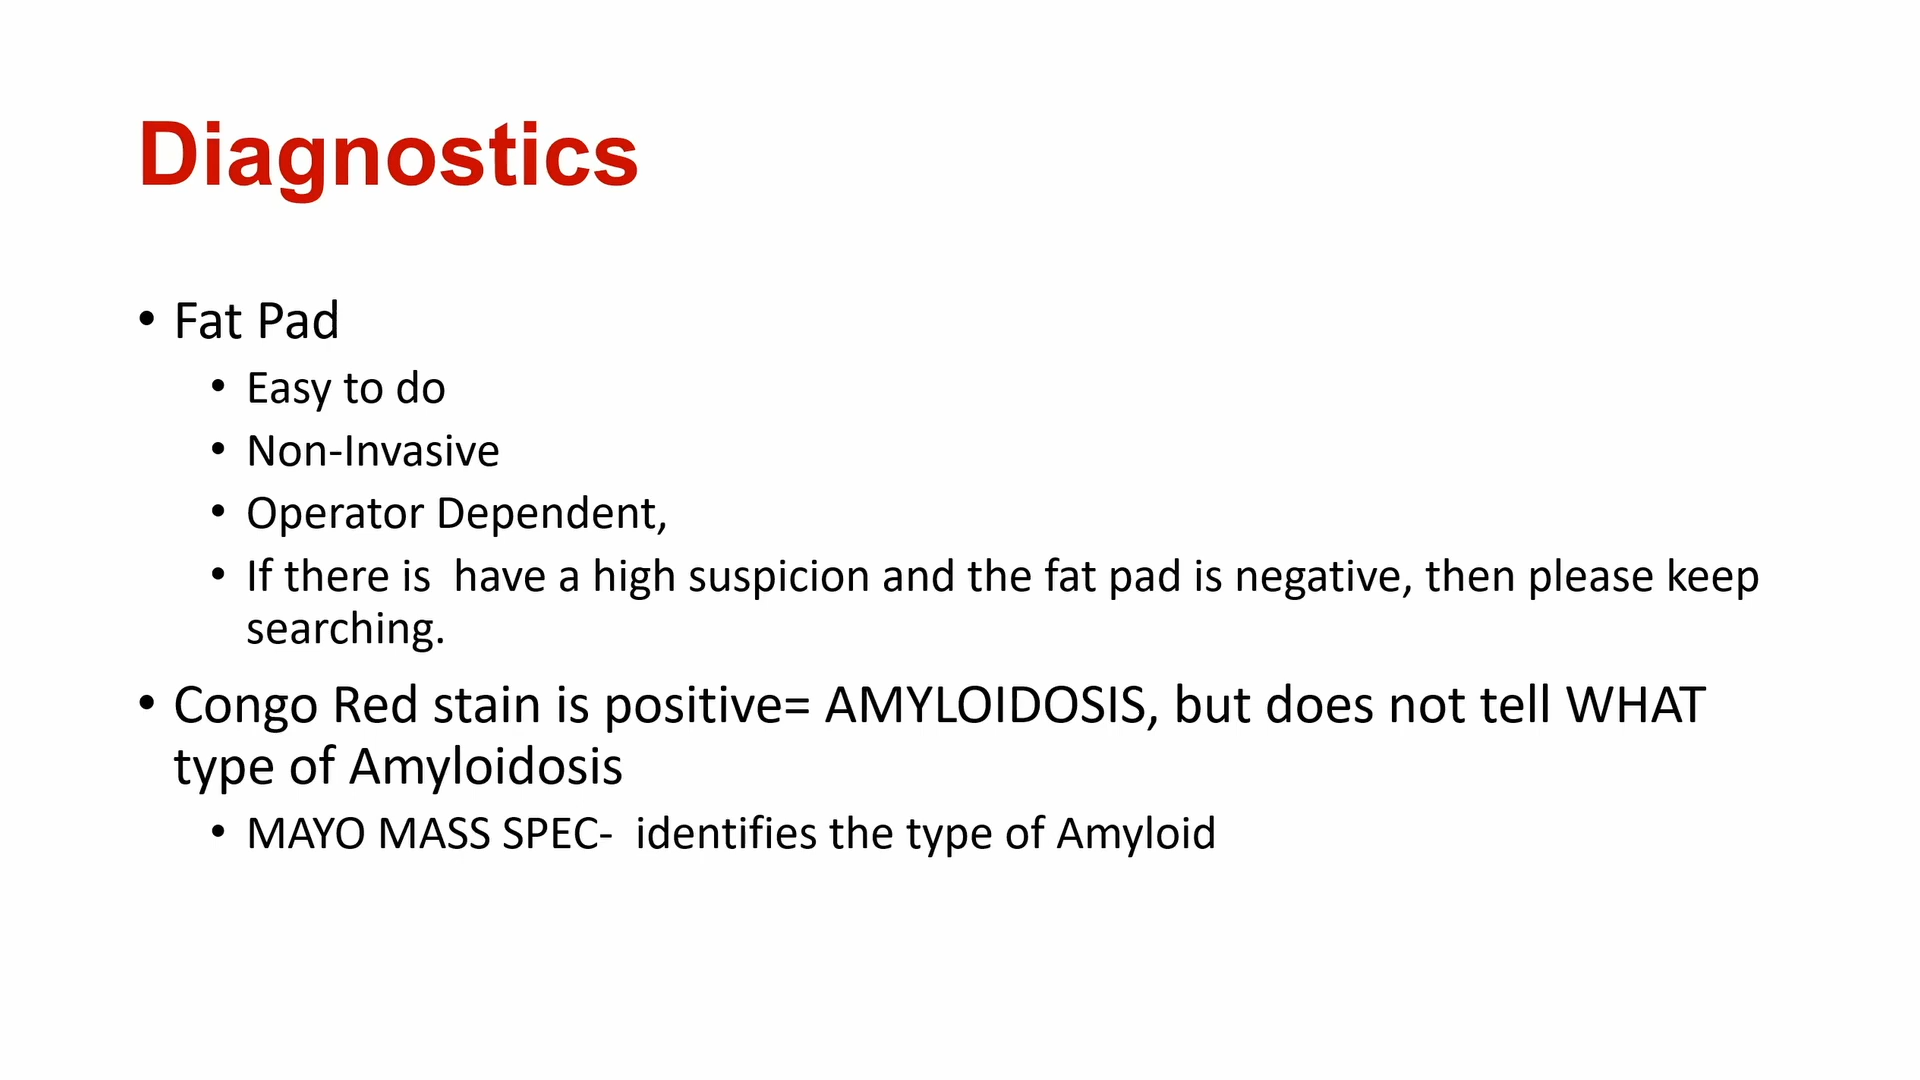 Diagnostics
• Fat Pad
• Easy to do
• Non-Invasive
• Operator Dependent,
• If there is  have a high suspicion and the fat pad is negative, then please keep
searching.
• Congo Red stain is positive= AMYLOIDOSIS, but does not tell WHAT
type of Amyloidosis
• MAYO MASS SPEC-  identifies the type of Amyloid